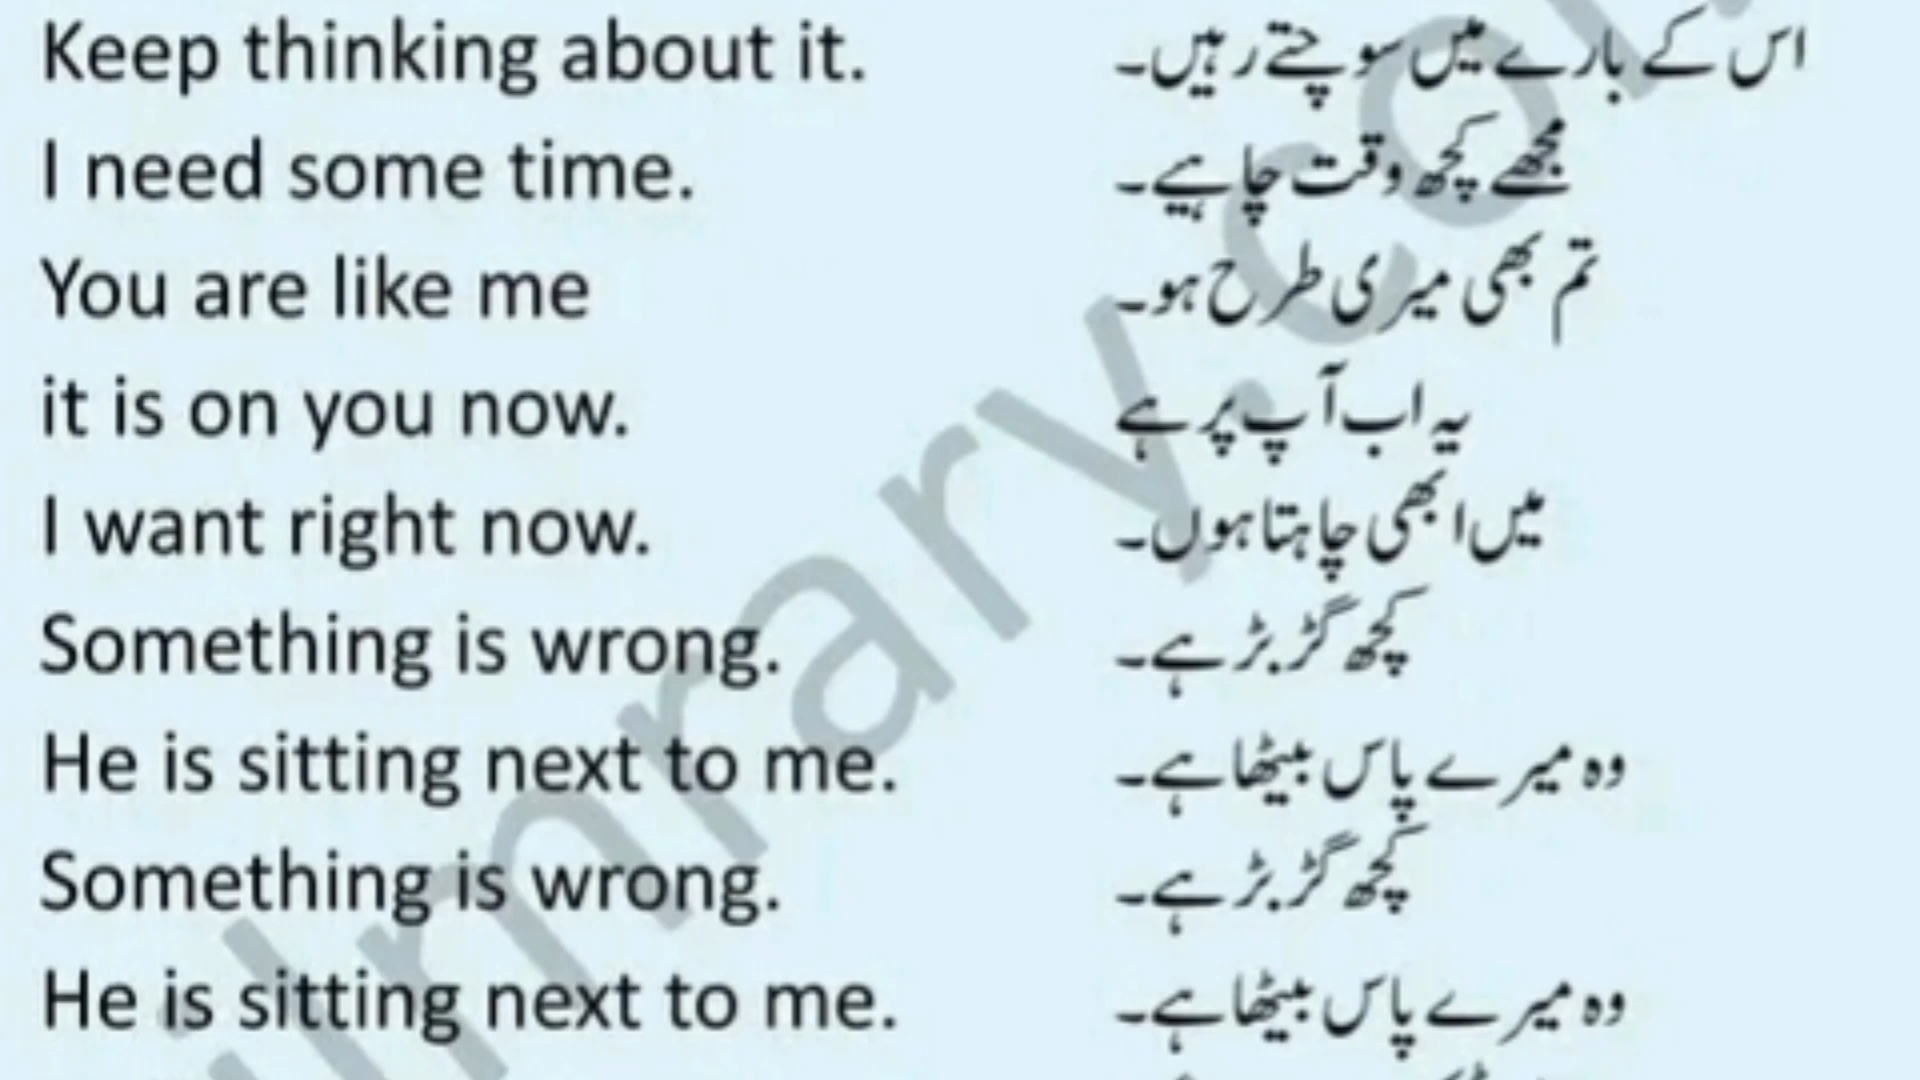 Keep thinking about it. اس کے بارے میں سوچتے رہیں۔
I need some time. مجھے کچھ وقت چاہیے۔
You are like me تم بھی میری طرح ہو۔
it is on you now. یہ اب آپ پر ہے
I want right now. میں ابھی چاہتا ہوں۔
Something is wrong. کچھ گڑبڑ ہے۔
He is sitting next to me. وہ میرے پاس بیٹھا ہے۔
Something is wrong. کچھ گڑبڑ ہے۔
He is sitting next to me. وہ میرے پاس بیٹھا ہے۔